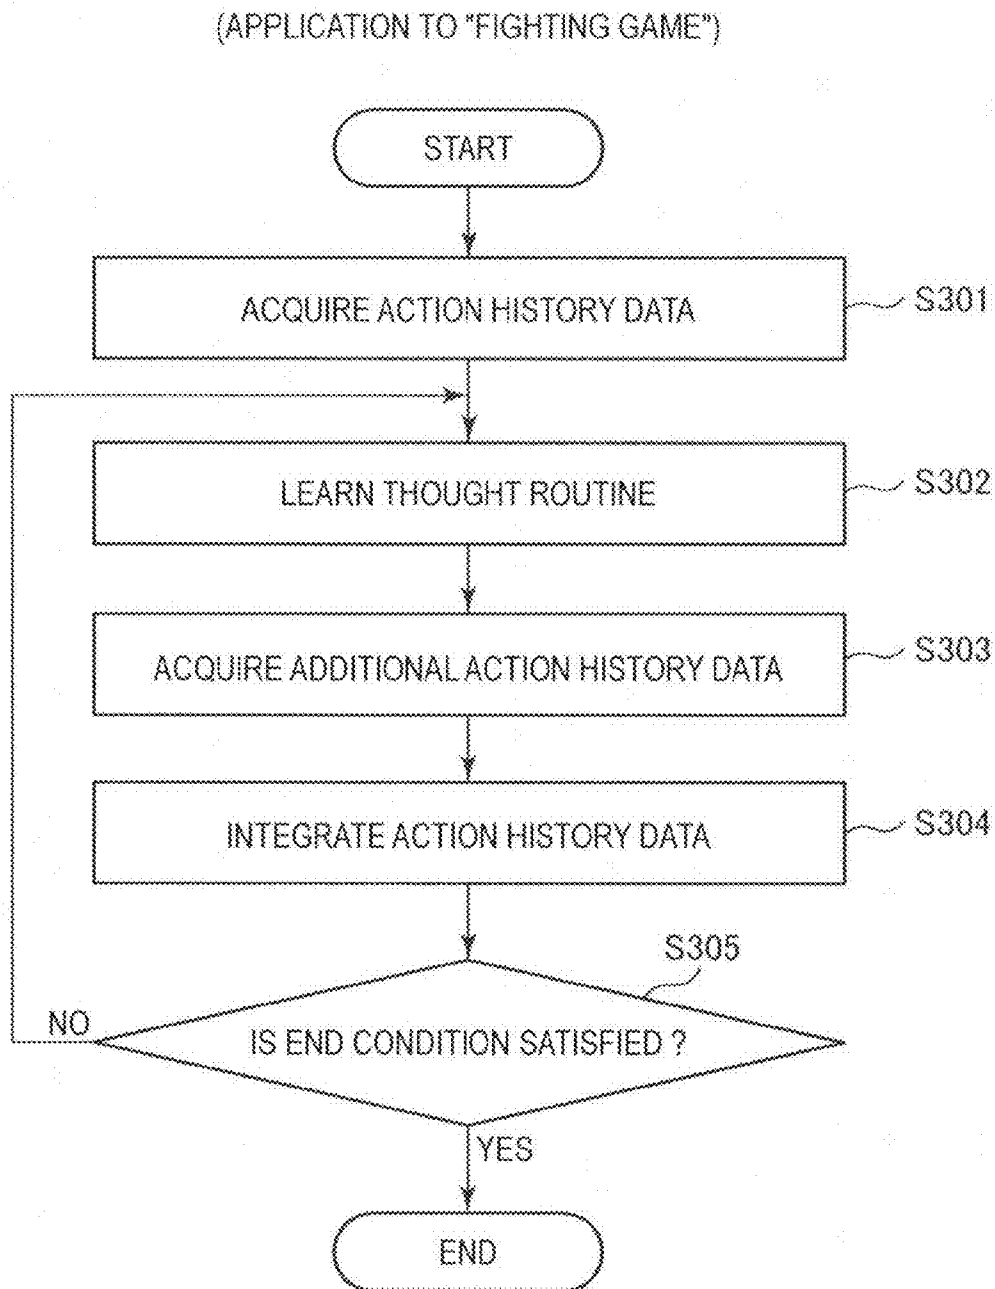 (APPLICATION TO "FIGHTING GAME")
START
ACQUIRE ACTION HISTORY DATA
S301
LEARN THOUGHT ROUTINE
S302
ACQUIRE ADDITIONAL ACTION HISTORY DATA
S303
INTEGRATE ACTION HISTORY DATA
S304
S305
IS END CONDITION SATISFIED ?
NO
YES
END